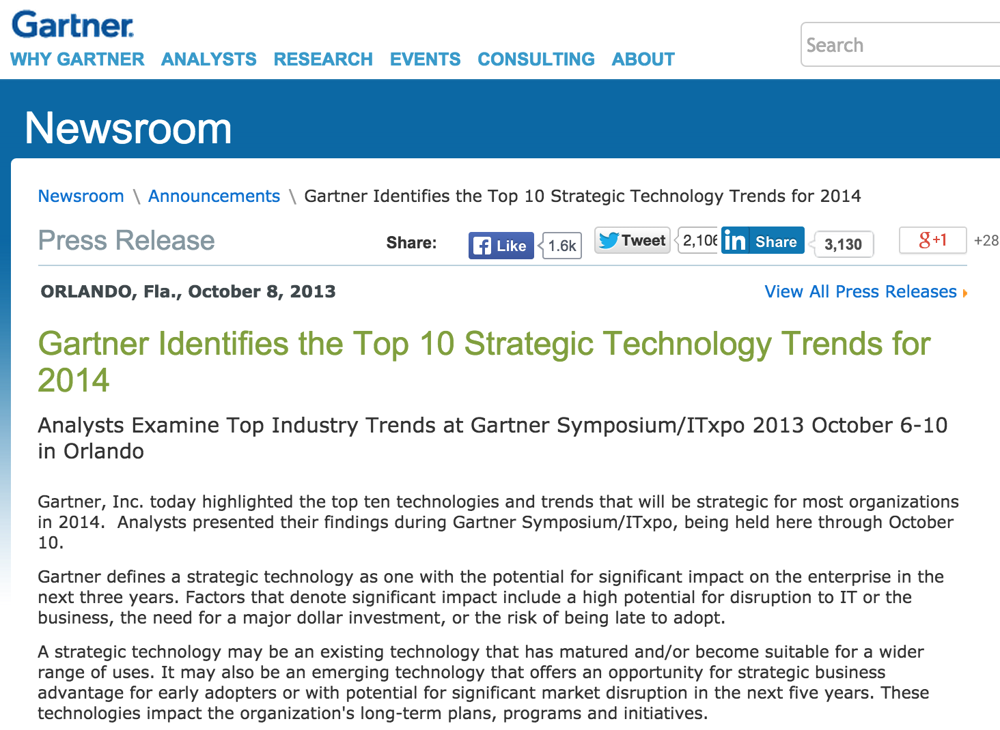 Gartner.
WHY GARTNER ANALYSTS RESEARCH EVENTS CONSULTING ABOUT
Search
Newsroom
Newsroom \ Announcements \ Gartner Identifies the Top 10 Strategic Technology Trends for 2014
Press Release Share: Like 1.6k Tweet 2,106 in Share 3,130 g+1 +28
ORLANDO, Fla., October 8, 2013 View All Press Releases
Gartner Identifies the Top 10 Strategic Technology Trends for
2014
Analysts Examine Top Industry Trends at Gartner Symposium/ITxpo 2013 October 6-10
in Orlando
Gartner, Inc. today highlighted the top ten technologies and trends that will be strategic for most organizations
in 2014.  Analysts presented their findings during Gartner Symposium/ITxpo, being held here through October
10.
Gartner defines a strategic technology as one with the potential for significant impact on the enterprise in the
next three years. Factors that denote significant impact include a high potential for disruption to IT or the
business, the need for a major dollar investment, or the risk of being late to adopt.
A strategic technology may be an existing technology that has matured and/or become suitable for a wider
range of uses. It may also be an emerging technology that offers an opportunity for strategic business
advantage for early adopters or with potential for significant market disruption in the next five years. These
technologies impact the organization's long-term plans, programs and initiatives.